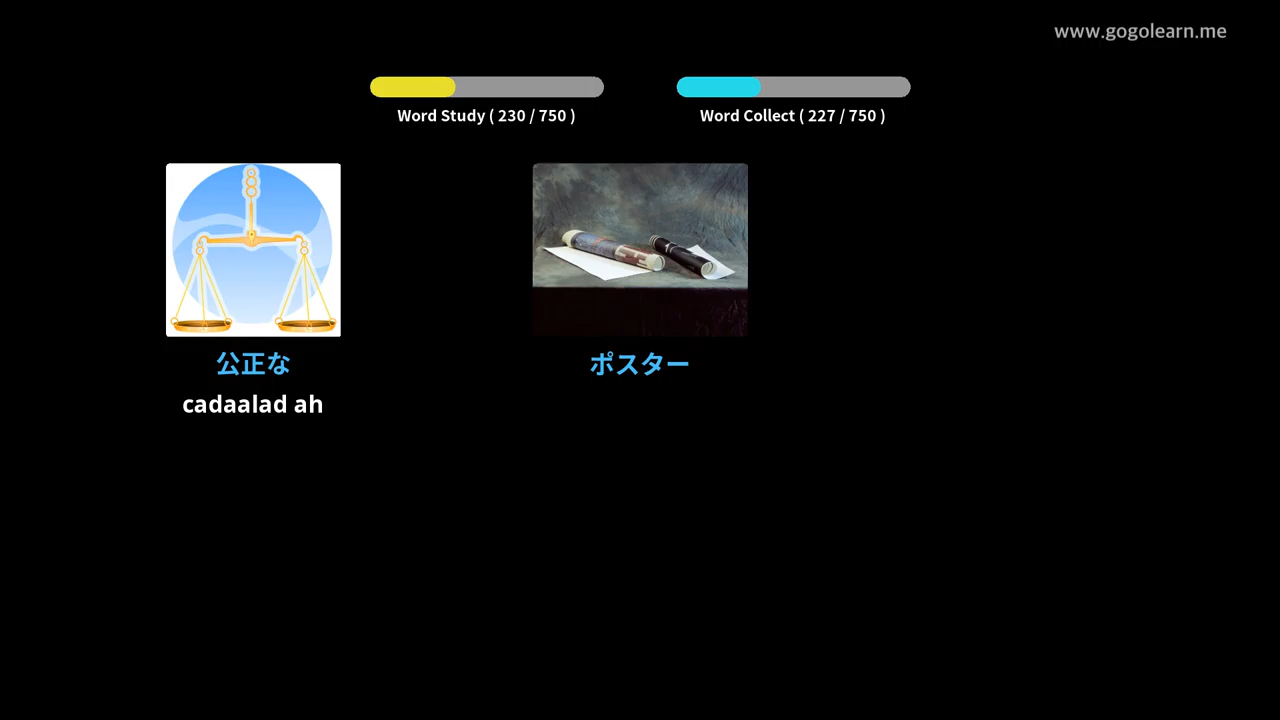 www.gogolearn.me
Word Study ( 230 / 750 )
Word Collect ( 227 / 750 )
公正な
cadaalad ah
ポスター